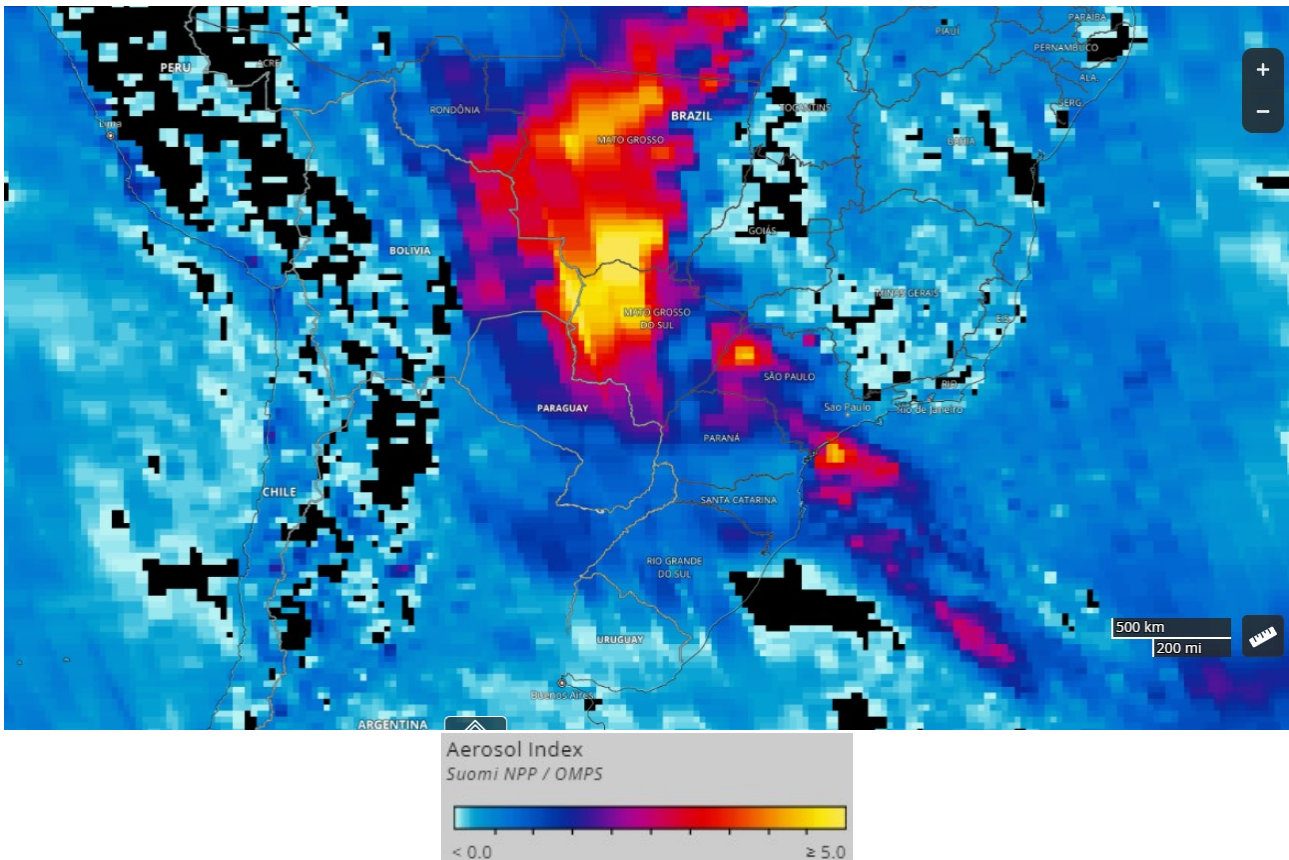 PARAÍBA
PIAUÍ
PERNAMBUCO
PERU
ACRE
ALA.
SERG.
RONDÔNIA
TOCANTINS
BRAZIL
Lima
MATO GROSSO
BAHIA
GOIÁS
BOLIVIA
MINAS GERAIS
MATO GROSSO
DO SUL
E.S.
SÃO PAULO
RIO
PARAGUAY
São Paulo
Rio de Janeiro
PARANÁ
CHILE
SANTA CATARINA
RIO GRANDE
DO SUL
500 km
200 mi
URUGUAY
Buenos Aires
ARGENTINA
+
−
Aerosol Index
Suomi NPP / OMPS
< 0.0
≥ 5.0